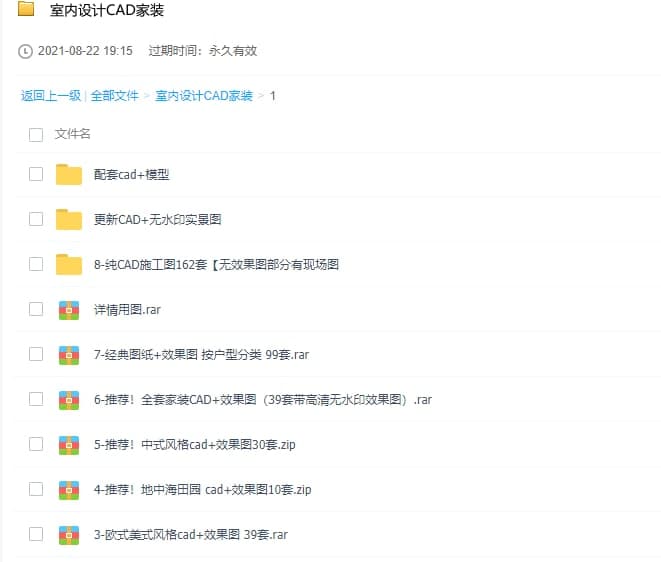 室内设计CAD家装
2021-08-22 19:15 过期时间：永久有效
返回上一级 | 全部文件 > 室内设计CAD家装 > 1
文件名
配套cad+模型
更新CAD+无水印实景图
8-纯CAD施工图162套【无效果图部分有现场图
详情用图.rar
7-经典图纸+效果图 按户型分类 99套.rar
6-推荐！全套家装CAD+效果图（39套带高清无水印效果图）.rar
5-推荐！中式风格cad+效果图30套.zip
4-推荐！地中海田园 cad+效果图10套.zip
3-欧式美式风格cad+效果图 39套.rar